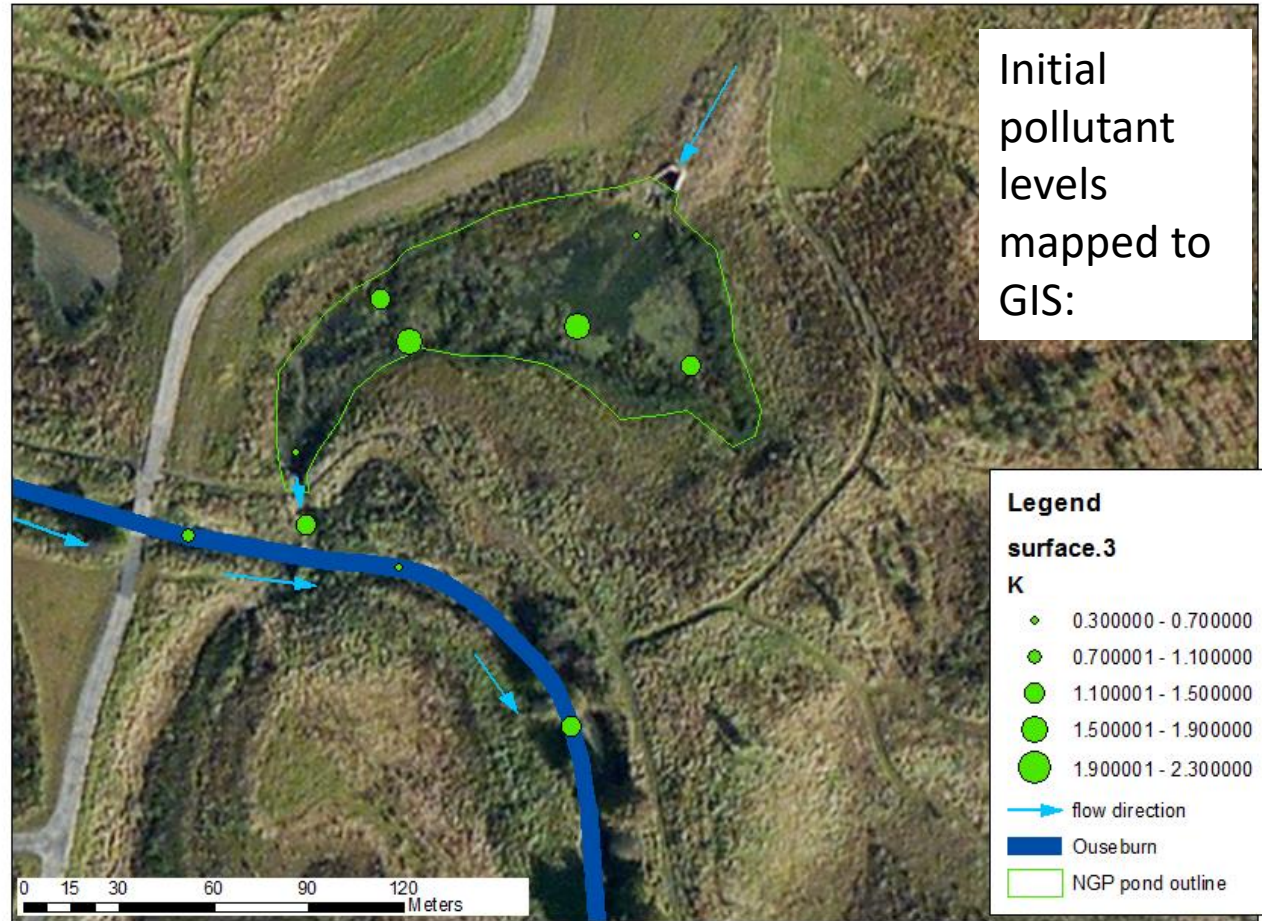 Initial
pollutant
levels
mapped to
GIS:
Legend
surface.3
K
0.300000 - 0.700000
0.700001 - 1.100000
1.100001 - 1.500000
1.500001 - 1.900000
1.900001 - 2.300000
flow direction
Ouseburn
NGP pond outline
0 15 30 60 90 120
Meters